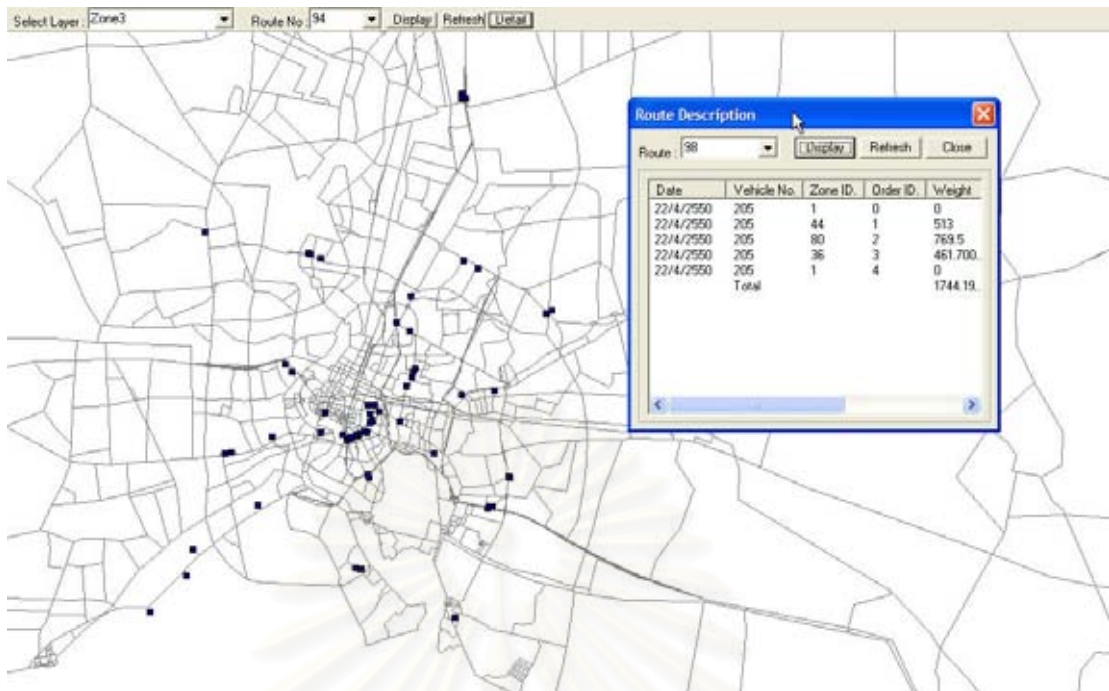 Select Layer : Zone3 Route No : 94 Display Refresh Detail
Route Description
Route : 98 Display Refresh Close
Date Vehicle No. Zone ID. Order ID. Weight
22/4/2550 205 1 0 0
22/4/2550 205 44 1 513
22/4/2550 205 80 2 769.5
22/4/2550 205 36 3 461.700...
22/4/2550 205 1 4 0
Total 1744.19...